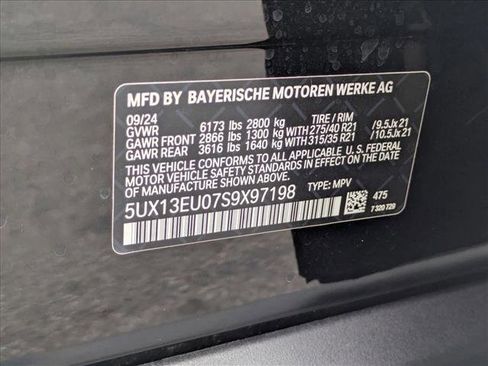 MFD BY BAYERISCHE MOTOREN WERKE AG
09/24 TIRE / RIM
GVWR 6173 lbs 2800 kg
GAWR FRONT 2866 lbs 1300 kg WITH 275/40 R21 /9.5Jx21
GAWR REAR 3616 lbs 1640 kg WITH 315/35 R21 /10.5Jx21
THIS VEHICLE CONFORMS TO ALL APPLICABLE U.S. FEDERAL
MOTOR VEHICLE SAFETY STANDARDS IN EFFECT ON THE DATE
OF MANUFACTURE SHOWN ABOVE.
5UX13EU07S9X97198 TYPE: MPV
475
7 320 729